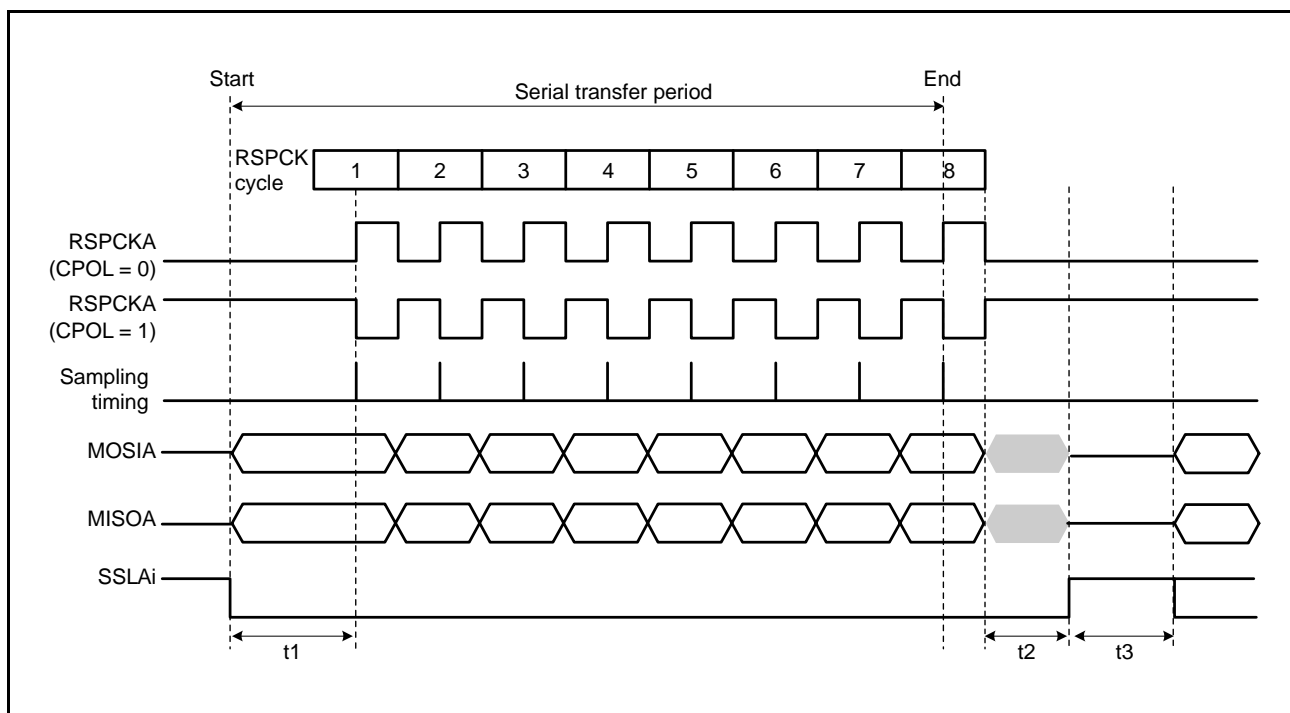 Start
End
Serial transfer period
RSPCK
cycle
1 2 3 4 5 6 7 8
RSPCKA
(CPOL = 0)
RSPCKA
(CPOL = 1)
Sampling
timing
MOSIA
MISOA
SSLAi
t1
t2
t3